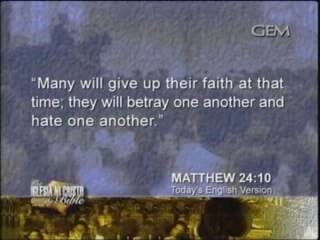 GEM
“Many will give up their faith at that
time; they will betray one another and
hate one another.”
MATTHEW 24:10
Today's English Version
IGLESIA NI CRISTO
Bible